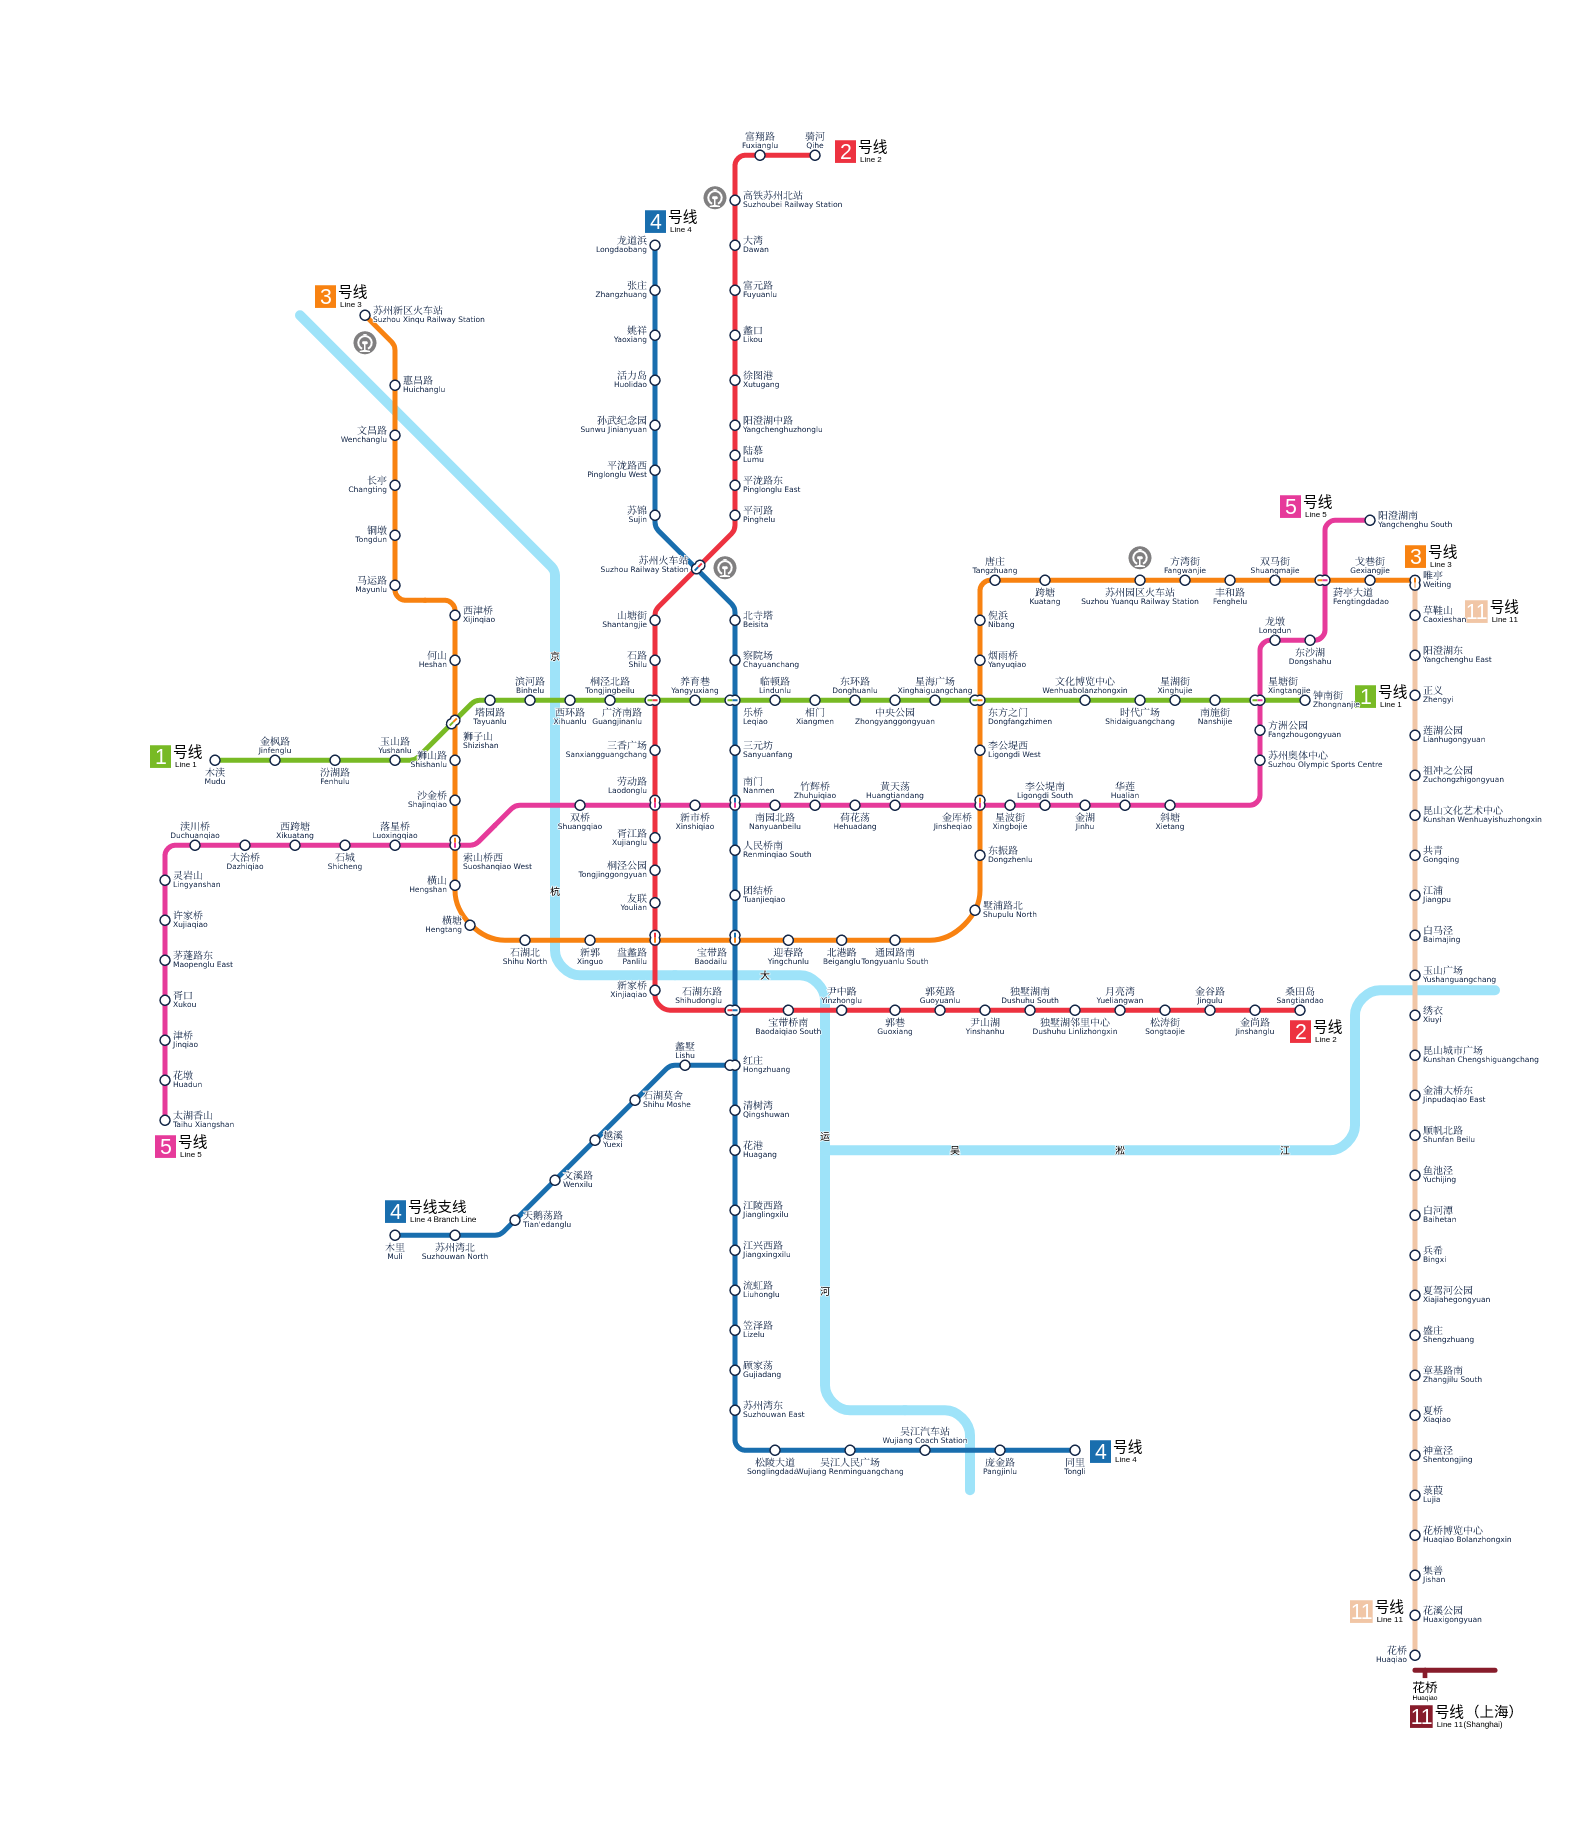 富翔路
Fuxianglu
骑河
Qihe
2 号线
Line 2
高铁苏州北站
Suzhoubei Railway Station
4 号线
Line 4
龙道浜
Longdaobang
大湾
Dawan
张庄
Zhangzhuang
富元路
Fuyuanlu
3 号线
Line 3
苏州新区火车站
Suzhou Xinqu Railway Station
姚祥
Yaoxiang
蠡口
Likou
惠昌路
Huichanglu
活力岛
Huolidao
徐图港
Xutugang
文昌路
Wenchanglu
孙武纪念园
Sunwu Jinianyuan
阳澄湖中路
Yangchenghuzhonglu
陆慕
Lumu
平泷路西
Pinglonglu West
平泷路东
Pinglonglu East
长亭
Changting
苏锦
Sujin
平河路
Pinghelu
5 号线
Line 5
阳澄湖南
Yangchenghu South
钢墩
Tongdun
苏州火车站
Suzhou Railway Station
马运路
Mayunlu
唐庄
Tangzhuang
跨塘
Kuatang
苏州园区火车站
Suzhou Yuanqu Railway Station
方湾街
Fangwanjie
丰和路
Fenghelu
双马街
Shuangmajie
葑亭大道
Fengtingdadao
戈巷街
Gexiangjie
3 号线
Line 3
唯亭
Weiting
11 号线
Line 11
草鞋山
Caoxieshan
西津桥
Xijinqiao
山塘街
Shantangjie
北寺塔
Beisita
倪浜
Nibang
龙墩
Longdun
东沙湖
Dongshahu
何山
Heshan
京
石路
Shilu
察院场
Chayuanchang
烟雨桥
Yanyuqiao
阳澄湖东
Yangchenghu East
滨河路
Binhelu
桐泾北路
Tongjingbeilu
养育巷
Yangyuxiang
临顿路
Lindunlu
东环路
Donghuanlu
星海广场
Xinghaiguangchang
文化博览中心
Wenhuabolanzhongxin
星湖街
Xinghujie
星塘街
Xingtangjie
钟南街
Zhongnanjie
1 号线
Line 1
正义
Zhengyi
塔园路
Tayuanlu
西环路
Xihuanlu
广济南路
Guangjinanlu
乐桥
Leqiao
相门
Xiangmen
中央公园
Zhongyanggongyuan
东方之门
Dongfangzhimen
时代广场
Shidaiguangchang
南施街
Nanshijie
方洲公园
Fangzhougongyuan
莲湖公园
Lianhugongyuan
狮子山
Shizishan
1 号线
Line 1
木渎
Mudu
金枫路
Jinfenglu
汾湖路
Fenhulu
玉山路
Yushanlu
狮山路
Shishanlu
三香广场
Sanxiangguangchang
三元坊
Sanyuanfang
李公堤西
Ligongdi West
苏州奥体中心
Suzhou Olympic Sports Centre
祖冲之公园
Zuchongzhigongyuan
沙金桥
Shajinqiao
劳动路
Laodonglu
南门
Nanmen
竹辉桥
Zhuhuiqiao
黄天荡
Huangtiandang
李公堤南
Ligongdi South
华莲
Hualian
双桥
Shuangqiao
新市桥
Xinshiqiao
南园北路
Nanyuanbeilu
荷花荡
Hehuadang
金厍桥
Jinsheqiao
星波街
Xingbojie
金湖
Jinhu
斜塘
Xietang
昆山文化艺术中心
Kunshan Wenhuayishuzhongxin
渎川桥
Duchuanqiao
西跨塘
Xikuatang
落星桥
Luoxingqiao
大治桥
Dazhiqiao
石城
Shicheng
索山桥西
Suoshanqiao West
胥江路
Xujianglu
人民桥南
Renminqiao South
东振路
Dongzhenlu
共青
Gongqing
灵岩山
Lingyanshan
横山
Hengshan
杭
桐泾公园
Tongjinggongyuan
团结桥
Tuanjieqiao
江浦
Jiangpu
许家桥
Xujiaqiao
横塘
Hengtang
友联
Youlian
墅浦路北
Shupulu North
白马泾
Baimajing
茅蓬路东
Maopenglu East
石湖北
Shihu North
新郭
Xinguo
盘蠡路
Panlilu
宝带路
Baodailu
迎春路
Yingchunlu
北港路
Beiganglu
通园路南
Tongyuanlu South
大
玉山广场
Yushanguangchang
胥口
Xukou
新家桥
Xinjiaqiao
石湖东路
Shihudonglu
尹中路
Yinzhonglu
郭苑路
Guoyuanlu
独墅湖南
Dushuhu South
月亮湾
Yueliangwan
金谷路
Jingulu
桑田岛
Sangtiandao
宝带桥南
Baodaiqiao South
郭巷
Guoxiang
尹山湖
Yinshanhu
独墅湖邻里中心
Dushuhu Linlizhongxin
松涛街
Songtaojie
金尚路
Jinshanglu
2 号线
Line 2
绣衣
Xiuyi
津桥
Jinqiao
蠡墅
Lishu
红庄
Hongzhuang
昆山城市广场
Kunshan Chengshiguangchang
花墩
Huadun
石湖莫舍
Shihu Moshe
清树湾
Qingshuwan
金浦大桥东
Jinpudaqiao East
太湖香山
Taihu Xiangshan
5 号线
Line 5
越溪
Yuexi
花港
Huagang
运
吴
淞
江
顺帆北路
Shunfan Beilu
文溪路
Wenxilu
鱼池泾
Yuchijing
4 号线支线
Line 4 Branch Line
天鹅荡路
Tian'edanglu
江陵西路
Jianglingxilu
白河潭
Baihetan
木里
Muli
苏州湾北
Suzhouwan North
江兴西路
Jiangxingxilu
兵希
Bingxi
流虹路
Liuhonglu
河
夏驾河公园
Xiajiahegongyuan
笠泽路
Lizelu
盛庄
Shengzhuang
顾家荡
Gujiadang
章基路南
Zhangjilu South
苏州湾东
Suzhouwan East
夏桥
Xiaqiao
吴江汽车站
Wujiang Coach Station
4 号线
Line 4
松陵大道
Songlingdadao
吴江人民广场
Wujiang Renminguangchang
庞金路
Pangjinlu
同里
Tongli
神童泾
Shentongjing
菉葭
Lujia
花桥博览中心
Huaqiao Bolanzhongxin
集善
Jishan
11 号线
Line 11
花溪公园
Huaxigongyuan
花桥
Huaqiao
花桥
Huaqiao
11 号线（上海）
Line 11(Shanghai)